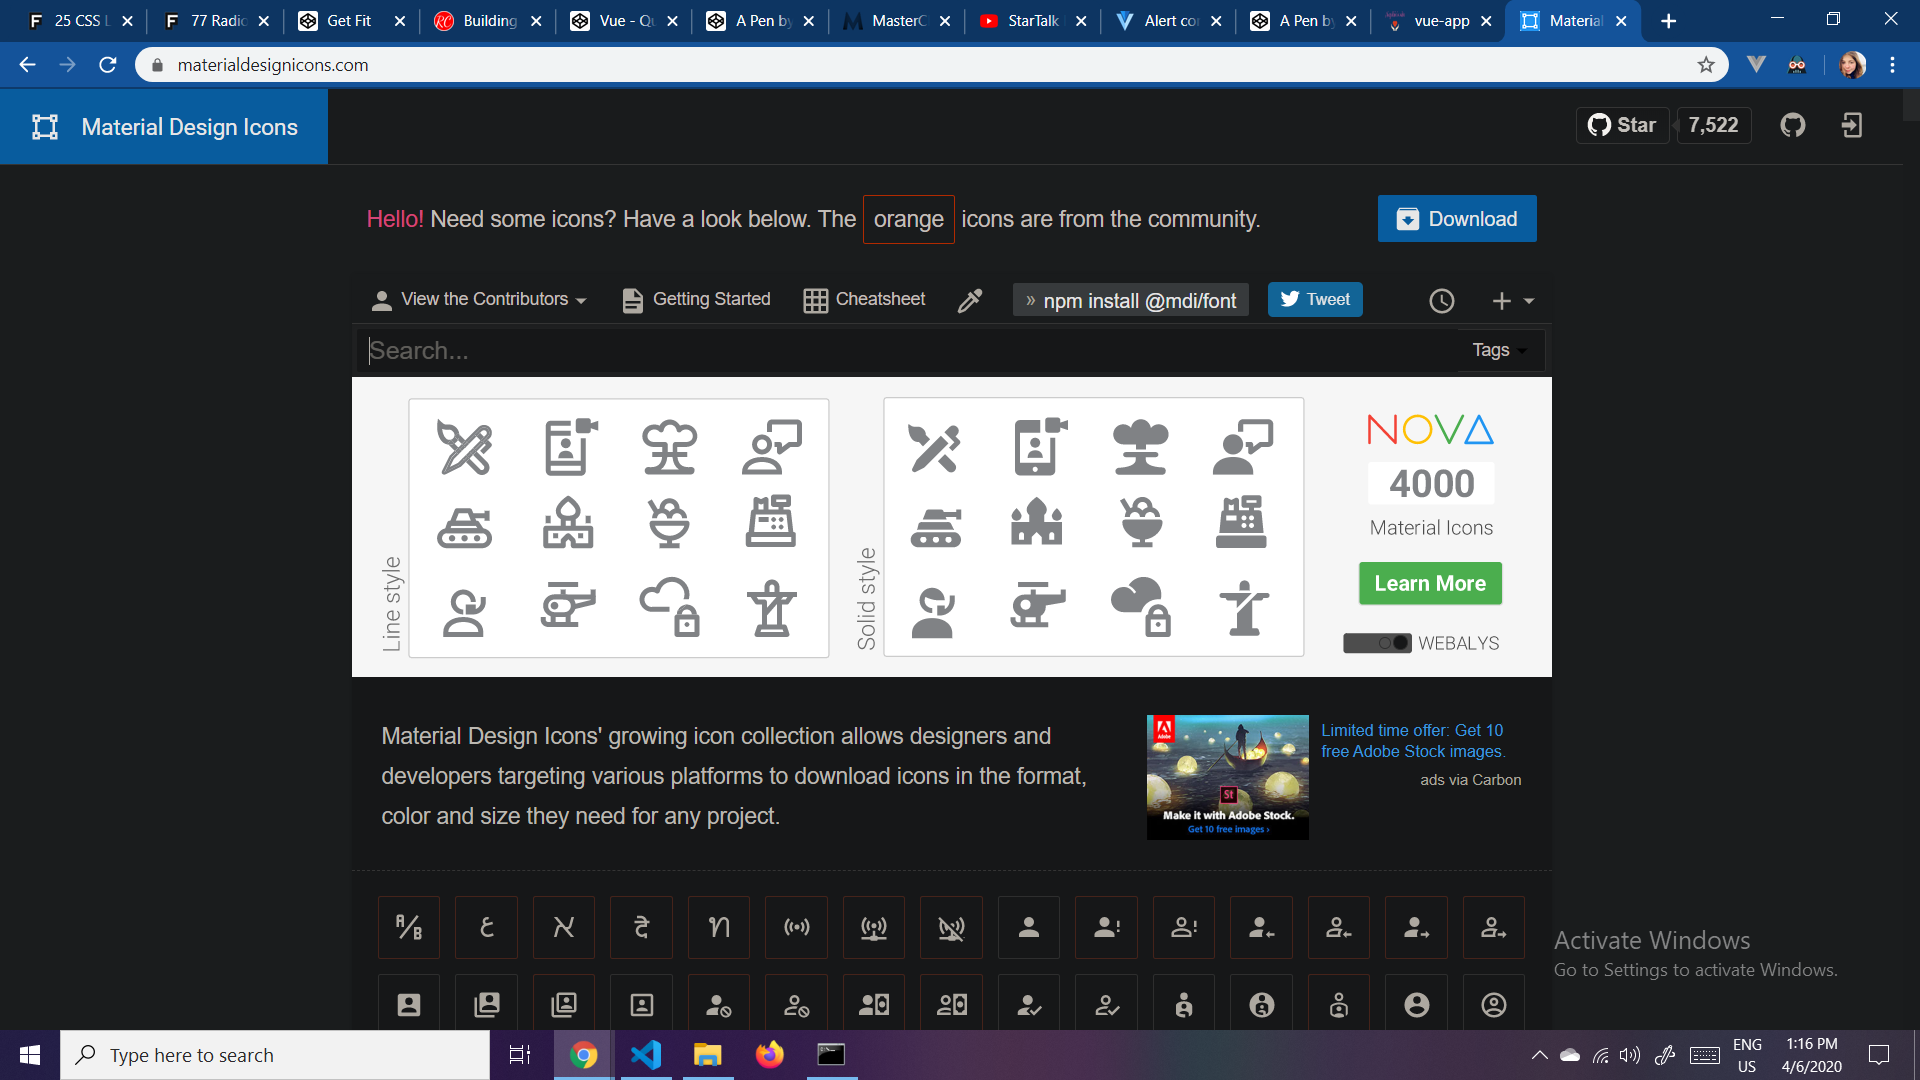 25 CSS L
77 Radio
Get Fit
Building
Vue - Qu
A Pen by
MasterC
StarTalk
Alert cor
A Pen by
vue-app
Material
materialdesignicons.com
Material Design Icons
Star
7,522
Hello! Need some icons? Have a look below. The orange icons are from the community.
Download
View the Contributors
Getting Started
Cheatsheet
» npm install @mdi/font
Tweet
Search...
Tags
Line style
Solid style
NOVA
4000
Material Icons
Learn More
WEBALYS
Material Design Icons' growing icon collection allows designers and
developers targeting various platforms to download icons in the format,
color and size they need for any project.
Adobe
St
Make it with Adobe Stock.
Get 10 free images ›
Limited time offer: Get 10
free Adobe Stock images.
ads via Carbon
A/B
ع
א
दे
ท
Activate Windows
Go to Settings to activate Windows.
Type here to search
ENG
US
1:16 PM
4/6/2020